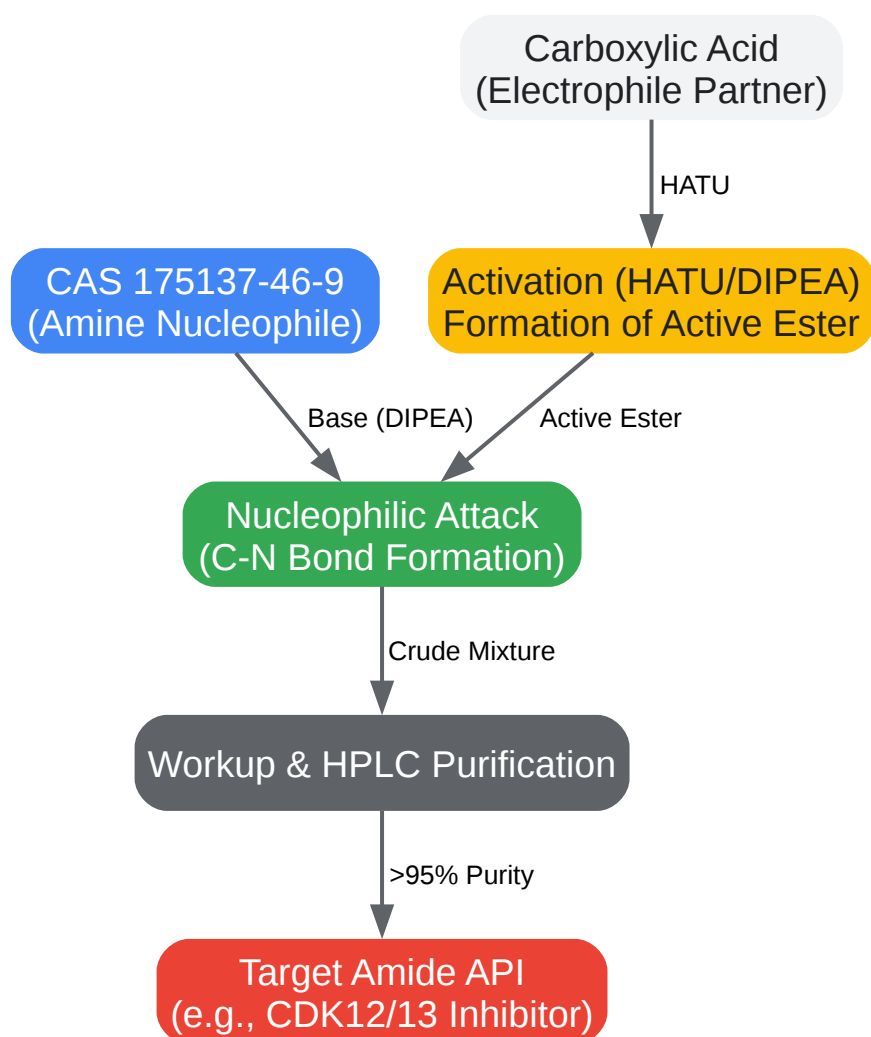 Carboxylic Acid
(Electrophile Partner)
HATU
CAS 175137-46-9
(Amine Nucleophile)
Activation (HATU/DIPEA)
Formation of Active Ester
Base (DIPEA)
Active Ester
Nucleophilic Attack
(C-N Bond Formation)
Crude Mixture
Workup & HPLC Purification
>95% Purity
Target Amide API
(e.g., CDK12/13 Inhibitor)